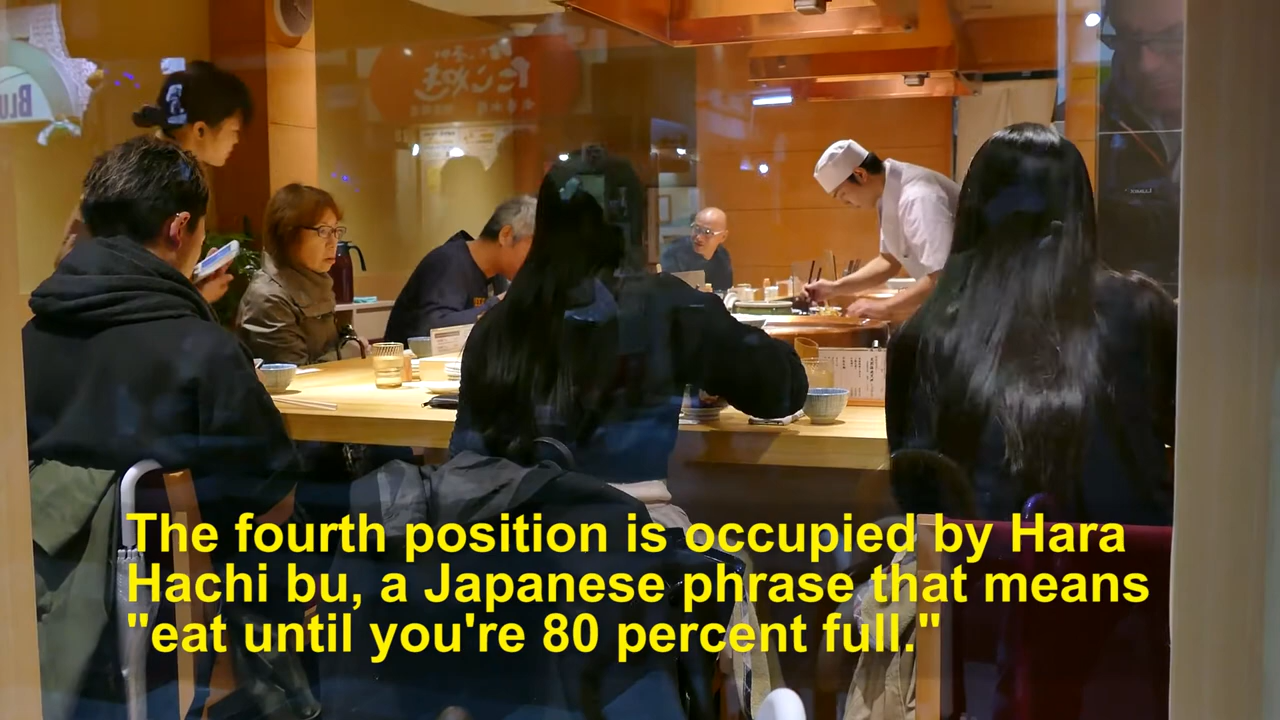 The fourth position is occupied by Hara
Hachi bu, a Japanese phrase that means
"eat until you're 80 percent full."